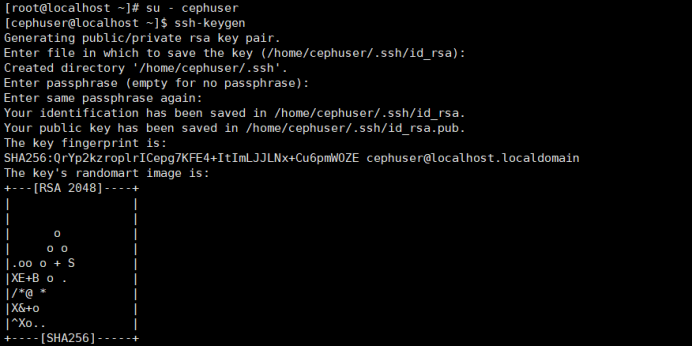 [root@localhost ~]# su - cephuser
[cephuser@localhost ~]$ ssh-keygen
Generating public/private rsa key pair.
Enter file in which to save the key (/home/cephuser/.ssh/id_rsa):
Created directory '/home/cephuser/.ssh'.
Enter passphrase (empty for no passphrase):
Enter same passphrase again:
Your identification has been saved in /home/cephuser/.ssh/id_rsa.
Your public key has been saved in /home/cephuser/.ssh/id_rsa.pub.
The key fingerprint is:
SHA256:QrYp2kzroplrICepg7KFE4+ItImLJJLNx+Cu6pmWOZE cephuser@localhost.localdomain
The key's randomart image is:
+---[RSA 2048]----+
|                 |
|                 |
|      o          |
|     o o         |
|.oo o + S        |
|XE+B o .         |
|/*@ *            |
|X&+o             |
|^Xo..            |
+----[SHA256]-----+